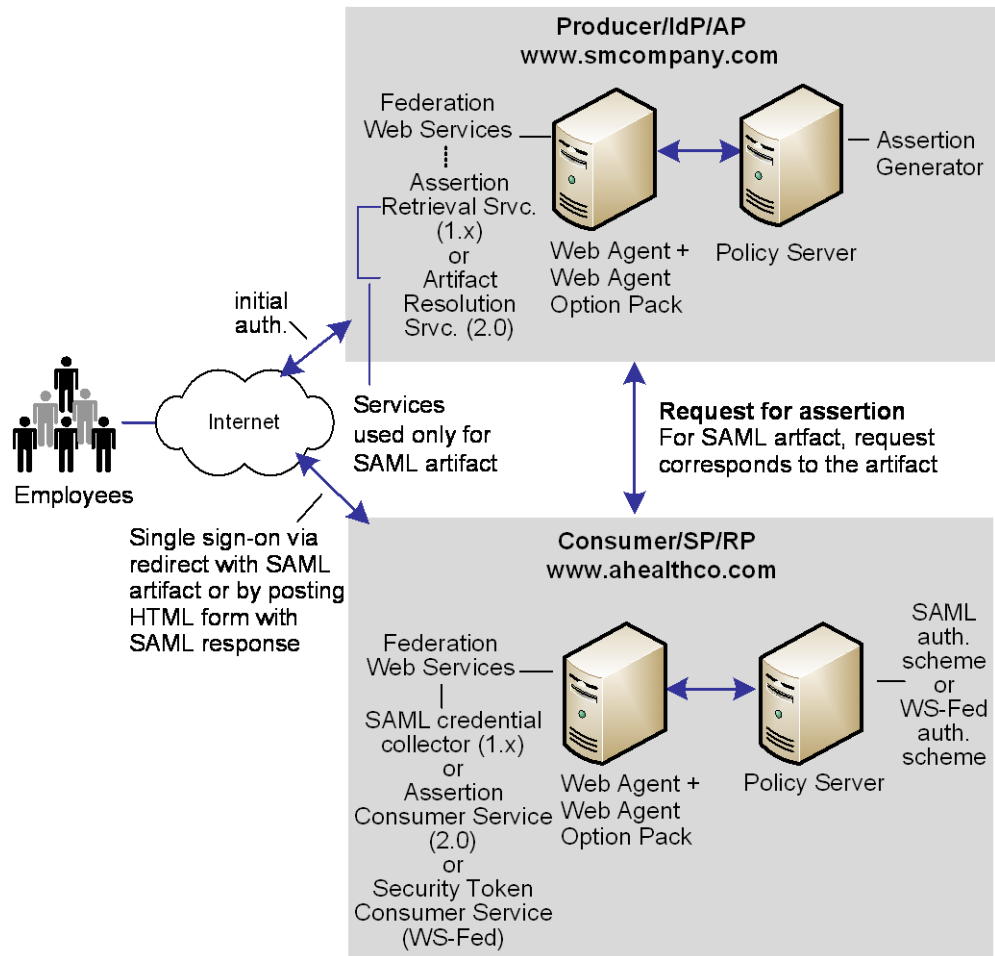 Producer/IdP/AP
www.smcompany.com
Federation
Web Services
Assertion
Retrieval Srvc.
(1.x)
or
Artifact
Resolution
Srvc. (2.0)
Web Agent +
Web Agent
Option Pack
Policy Server
Assertion
Generator
initial
auth.
Internet
Employees
Services
used only for
SAML artifact
Request for assertion
For SAML artfact, request
corresponds to the artifact
Single sign-on via
redirect with SAML
artifact or by posting
HTML form with
SAML response
Consumer/SP/RP
www.ahealthco.com
Federation
Web Services
SAML credential
collector (1.x)
or
Assertion
Consumer Service
(2.0)
or
Security Token
Consumer Service
(WS-Fed)
Web Agent +
Web Agent
Option Pack
Policy Server
SAML
auth.
scheme
or
WS-Fed
auth.
scheme